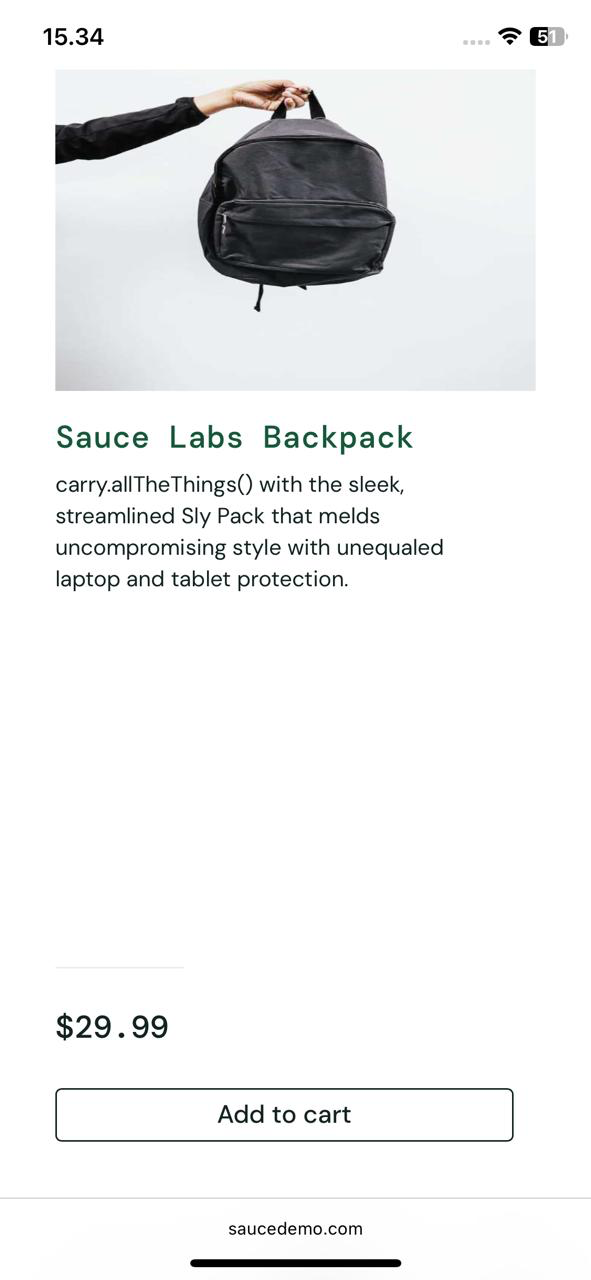 15.34
51
Sauce Labs Backpack
carry.allTheThings() with the sleek,
streamlined Sly Pack that melds
uncompromising style with unequaled
laptop and tablet protection.
$29.99
Add to cart
saucedemo.com